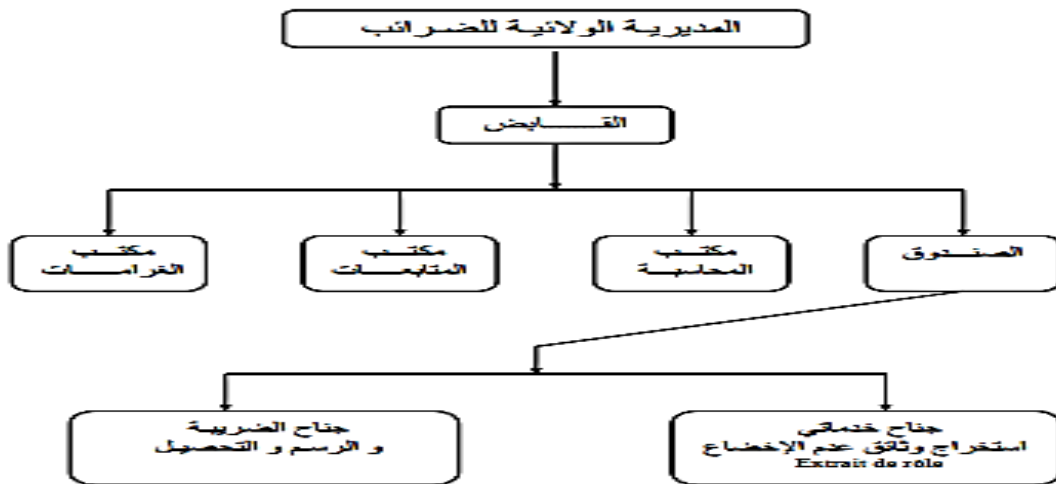 المديرية الولائية للضرائب
القابض
الصندوق
مكتب
المحاسبة
مكتب
المتابعات
مكتب
الغرامات
جناح خدماتي
استخراج وثائق عدم الإخضاع
Extrait de rôle
جناح الضريبة
و الرسم و التحصيل